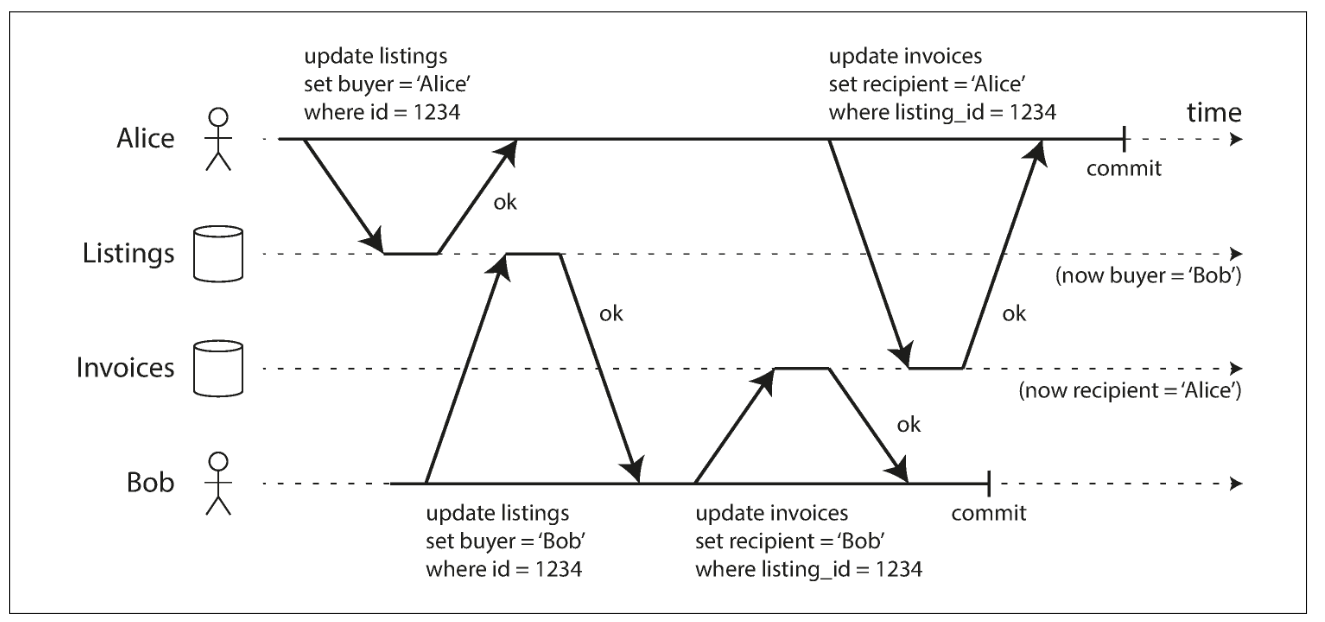 update listings
set buyer = ‘Alice’
where id = 1234
update invoices
set recipient = ‘Alice’
where listing_id = 1234
time
Alice
commit
ok
Listings
(now buyer = ‘Bob’)
ok
ok
Invoices
(now recipient = ‘Alice’)
ok
Bob
commit
update listings
set buyer = ‘Bob’
where id = 1234
update invoices
set recipient = ‘Bob’
where listing_id = 1234